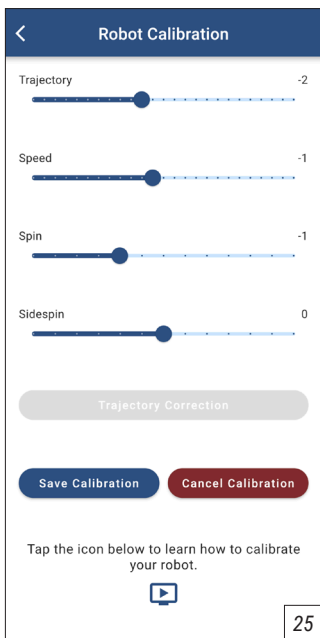 Robot Calibration
Trajectory -2
Speed -1
Spin -1
Sidespin 0
Trajectory Correction
Save Calibration Cancel Calibration
Tap the icon below to learn how to calibrate
your robot.
25